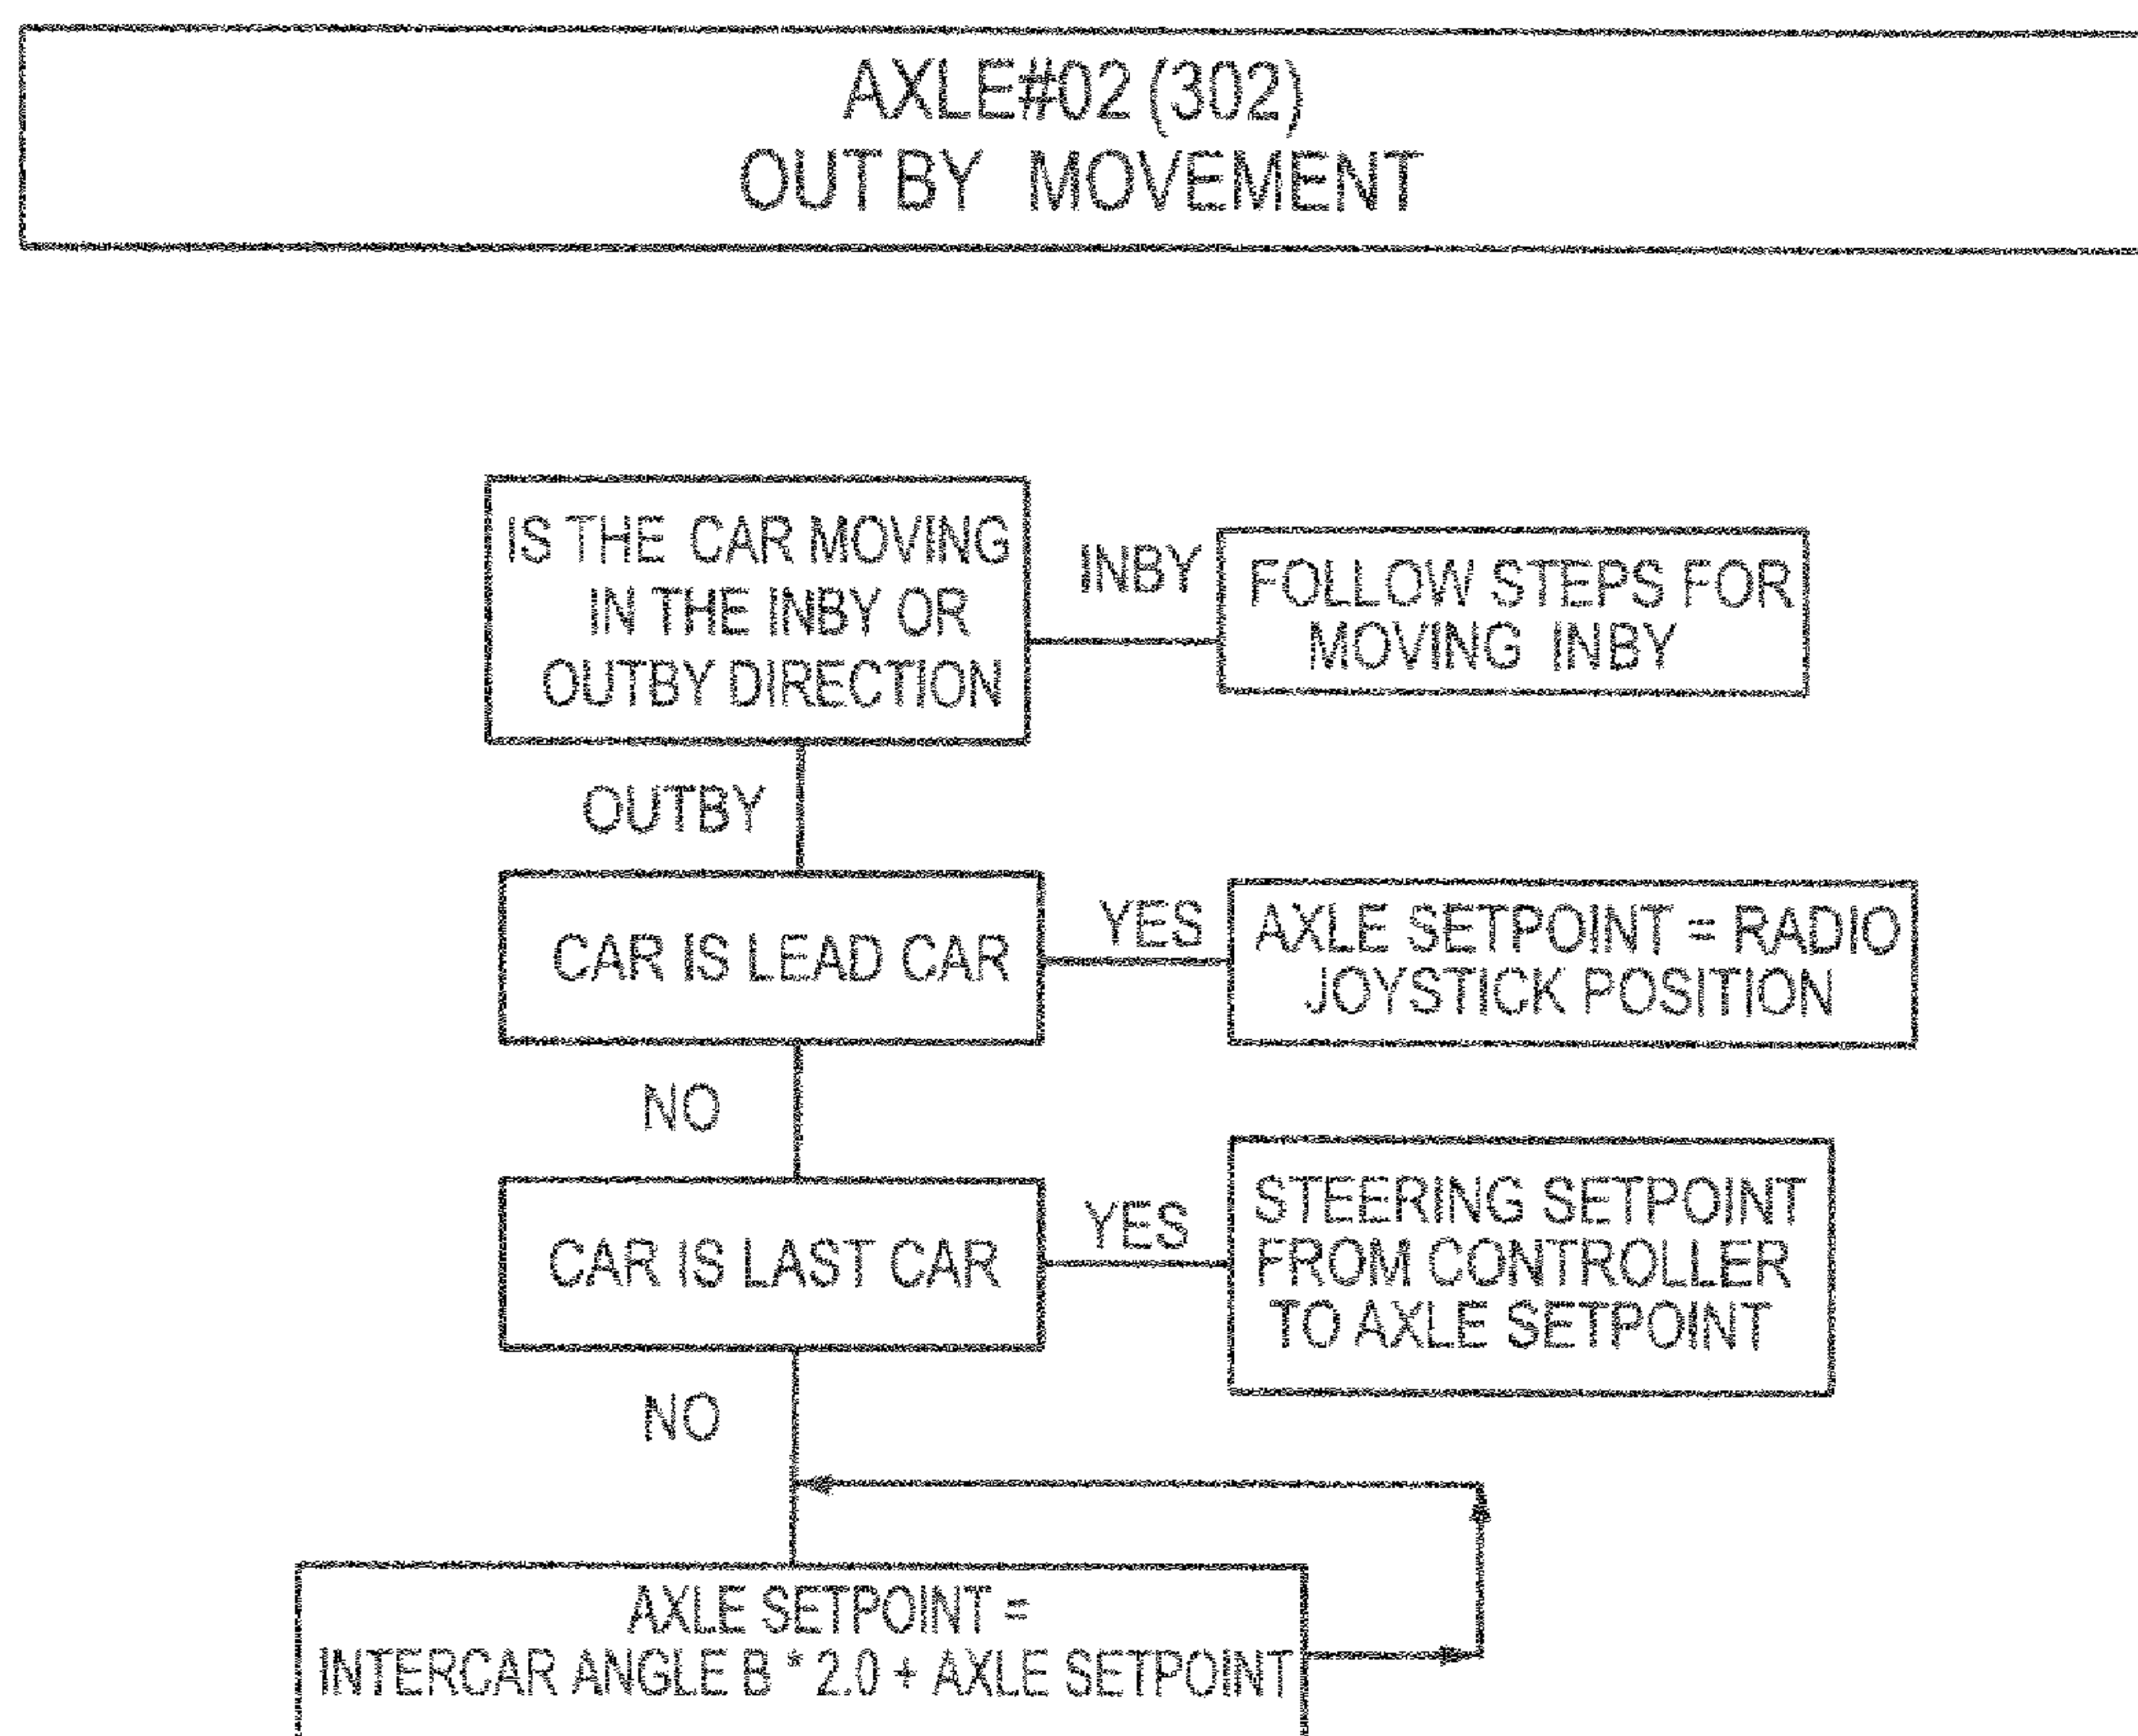 AXLE#02 (302)
OUTBY MOVEMENT
IS THE CAR MOVING
IN THE INBY OR
OUTBY DIRECTION
INBY
FOLLOW STEPS FOR
MOVING INBY
OUTBY
CAR IS LEAD CAR
YES
AXLE SETPOINT = RADIO
JOYSTICK POSITION
NO
CAR IS LAST CAR
YES
STEERING SETPOINT
FROM CONTROLLER
TO AXLE SETPOINT
NO
AXLE SETPOINT =
INTERCAR ANGLE B * 2.0 + AXLE SETPOINT